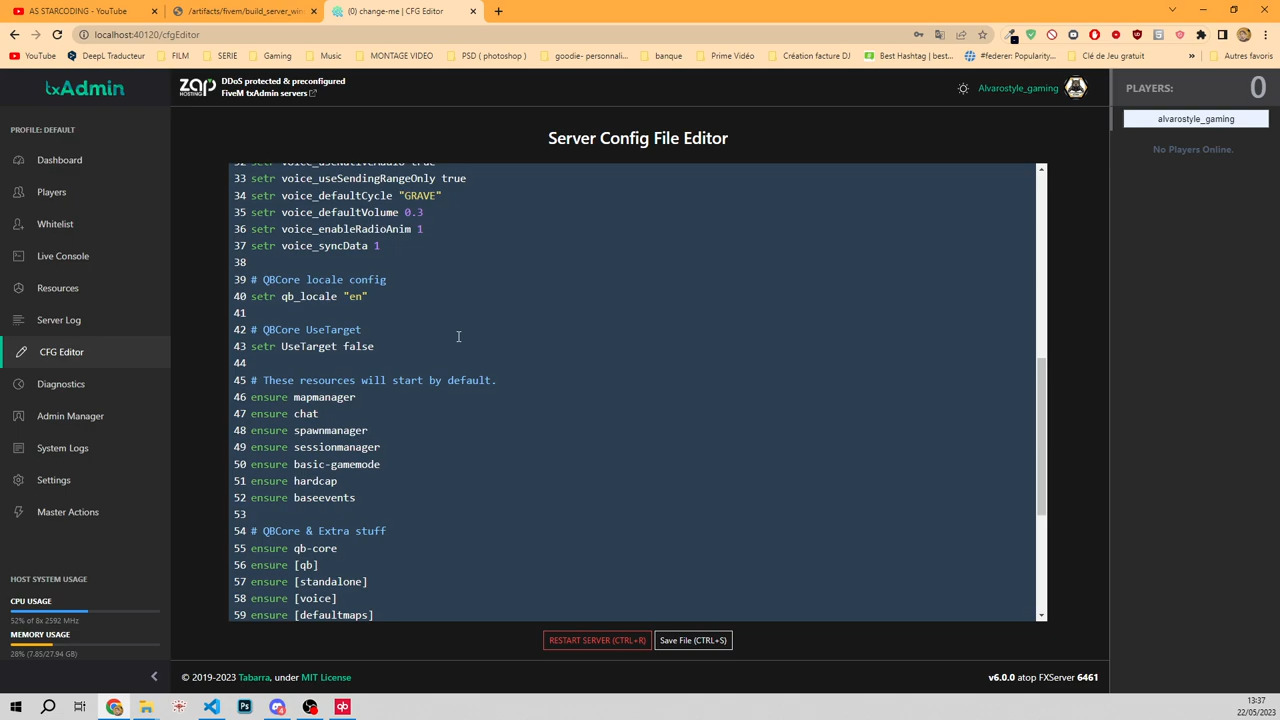 AS STARCODING - YouTube
/artifacts/fivem/build_server_win
(0) change-me | CFG Editor
localhost:40120/cfgEditor
YouTube
DeepL Traducteur
FILM
SERIE
Gaming
Music
MONTAGE VIDEO
PSD ( photoshop )
goodie- personnali...
banque
Prime Vidéo
Création facture DJ
Best Hashtag | best...
#federer: Popularity...
Clé de Jeu gratuit
Autres favoris
txAdmin
ZAP HOSTING
DDoS protected & preconfigured
FiveM txAdmin servers
Alvarostyle_gaming
PLAYERS:
0
PROFILE: DEFAULT
alvarostyle_gaming
No Players Online.
Dashboard
Players
Whitelist
Live Console
Resources
Server Log
CFG Editor
Diagnostics
Admin Manager
System Logs
Settings
Master Actions
Server Config File Editor
32 setr voice_useNativeAudio true
33 setr voice_useSendingRangeOnly true
34 setr voice_defaultCycle "GRAVE"
35 setr voice_defaultVolume 0.3
36 setr voice_enableRadioAnim 1
37 setr voice_syncData 1
38
39 # QBCore locale config
40 setr qb_locale "en"
41
42 # QBCore UseTarget
43 setr UseTarget false
44
45 # These resources will start by default.
46 ensure mapmanager
47 ensure chat
48 ensure spawnmanager
49 ensure sessionmanager
50 ensure basic-gamemode
51 ensure hardcap
52 ensure baseevents
53
54 # QBCore & Extra stuff
55 ensure qb-core
56 ensure [qb]
57 ensure [standalone]
58 ensure [voice]
59 ensure [defaultmaps]
HOST SYSTEM USAGE
CPU USAGE
52% of 8x 2592 MHz
MEMORY USAGE
28% (7.85/27.94 GB)
RESTART SERVER (CTRL+R)
Save File (CTRL+S)
© 2019-2023 Tabarra, under MIT License
v6.0.0 atop FXServer 6461
13:37
22/05/2023